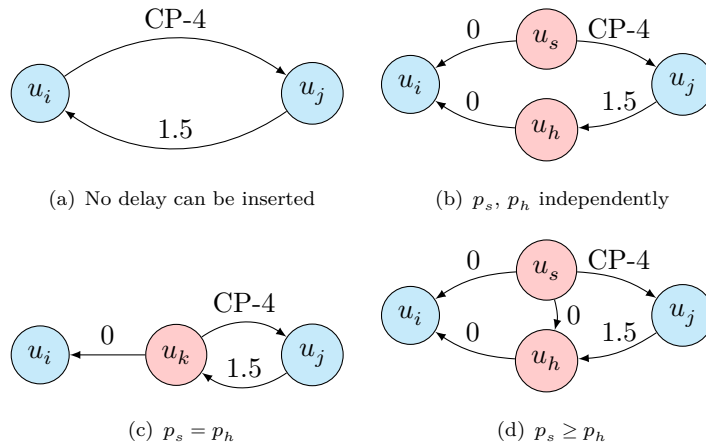 CP-4
u_i
u_j
1.5
(a) No delay can be inserted
0
u_s
CP-4
u_i
u_j
0
u_h
1.5
(b) p_s, p_h independently
CP-4
0
u_i
u_k
1.5
u_j
(c) p_s = p_h
0
u_s
CP-4
u_i
0
u_j
0
u_h
1.5
(d) p_s ≥ p_h